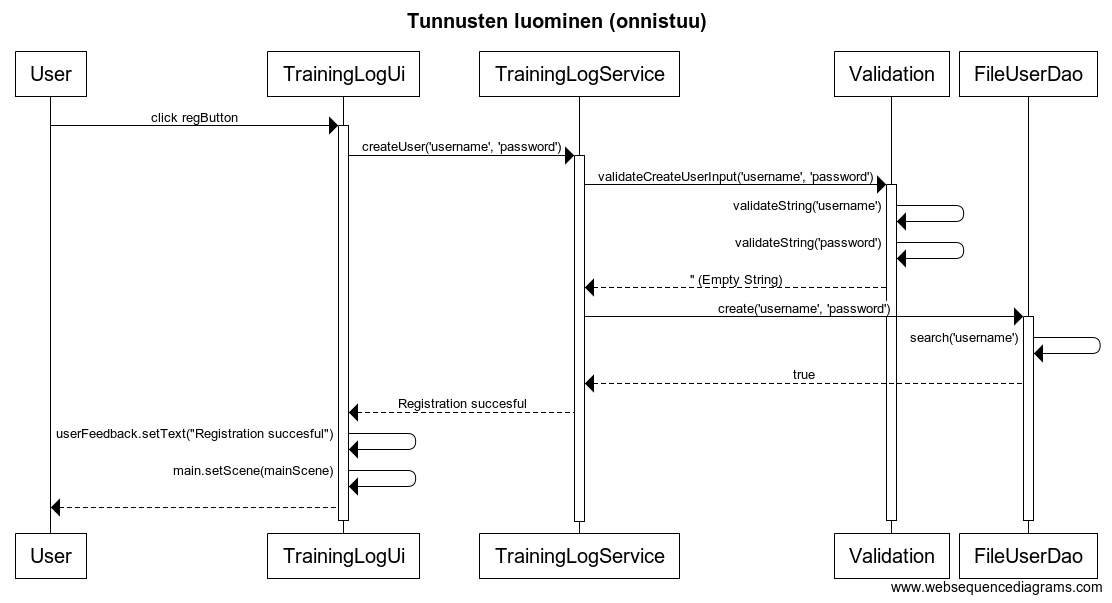 Tunnusten luominen (onnistuu)
User
TrainingLogUi
TrainingLogService
Validation
FileUserDao
click regButton
createUser('username', 'password')
validateCreateUserInput('username', 'password')
validateString('username')
validateString('password')
'' (Empty String)
create('username', 'password')
search('username')
true
Registration succesful
userFeedback.setText("Registration succesful")
main.setScene(mainScene)
User
TrainingLogUi
TrainingLogService
Validation
FileUserDao
www.websequencediagrams.com